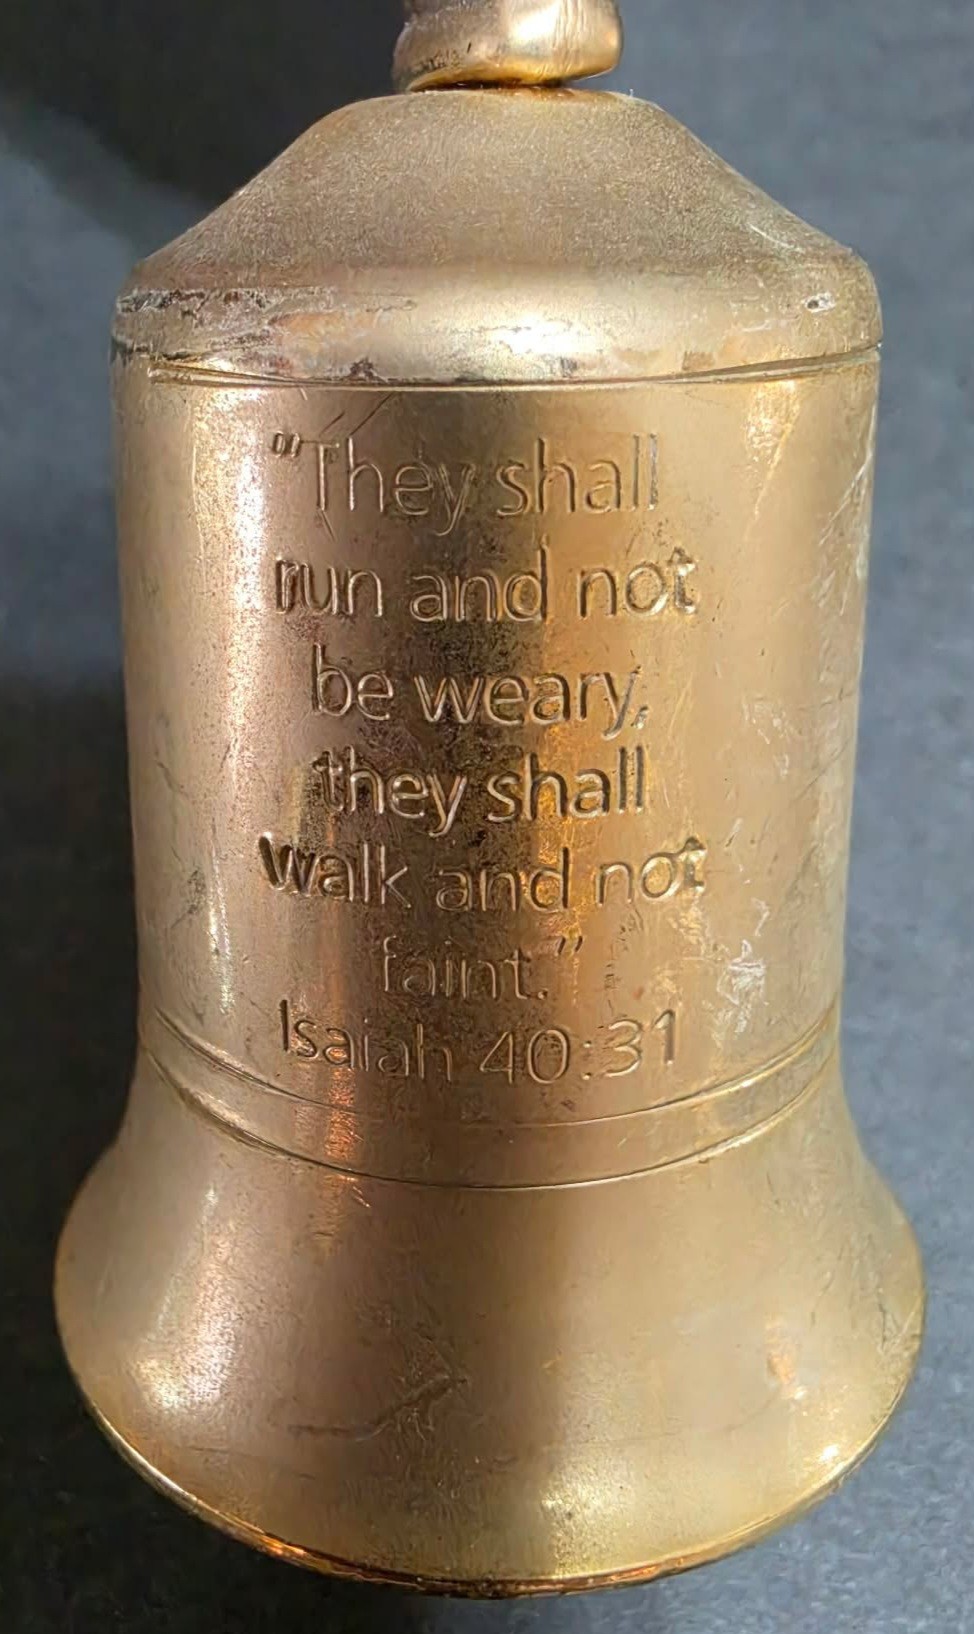 "They shall
run and not
be weary,
they shall
walk and not
faint."
Isaiah 40:31